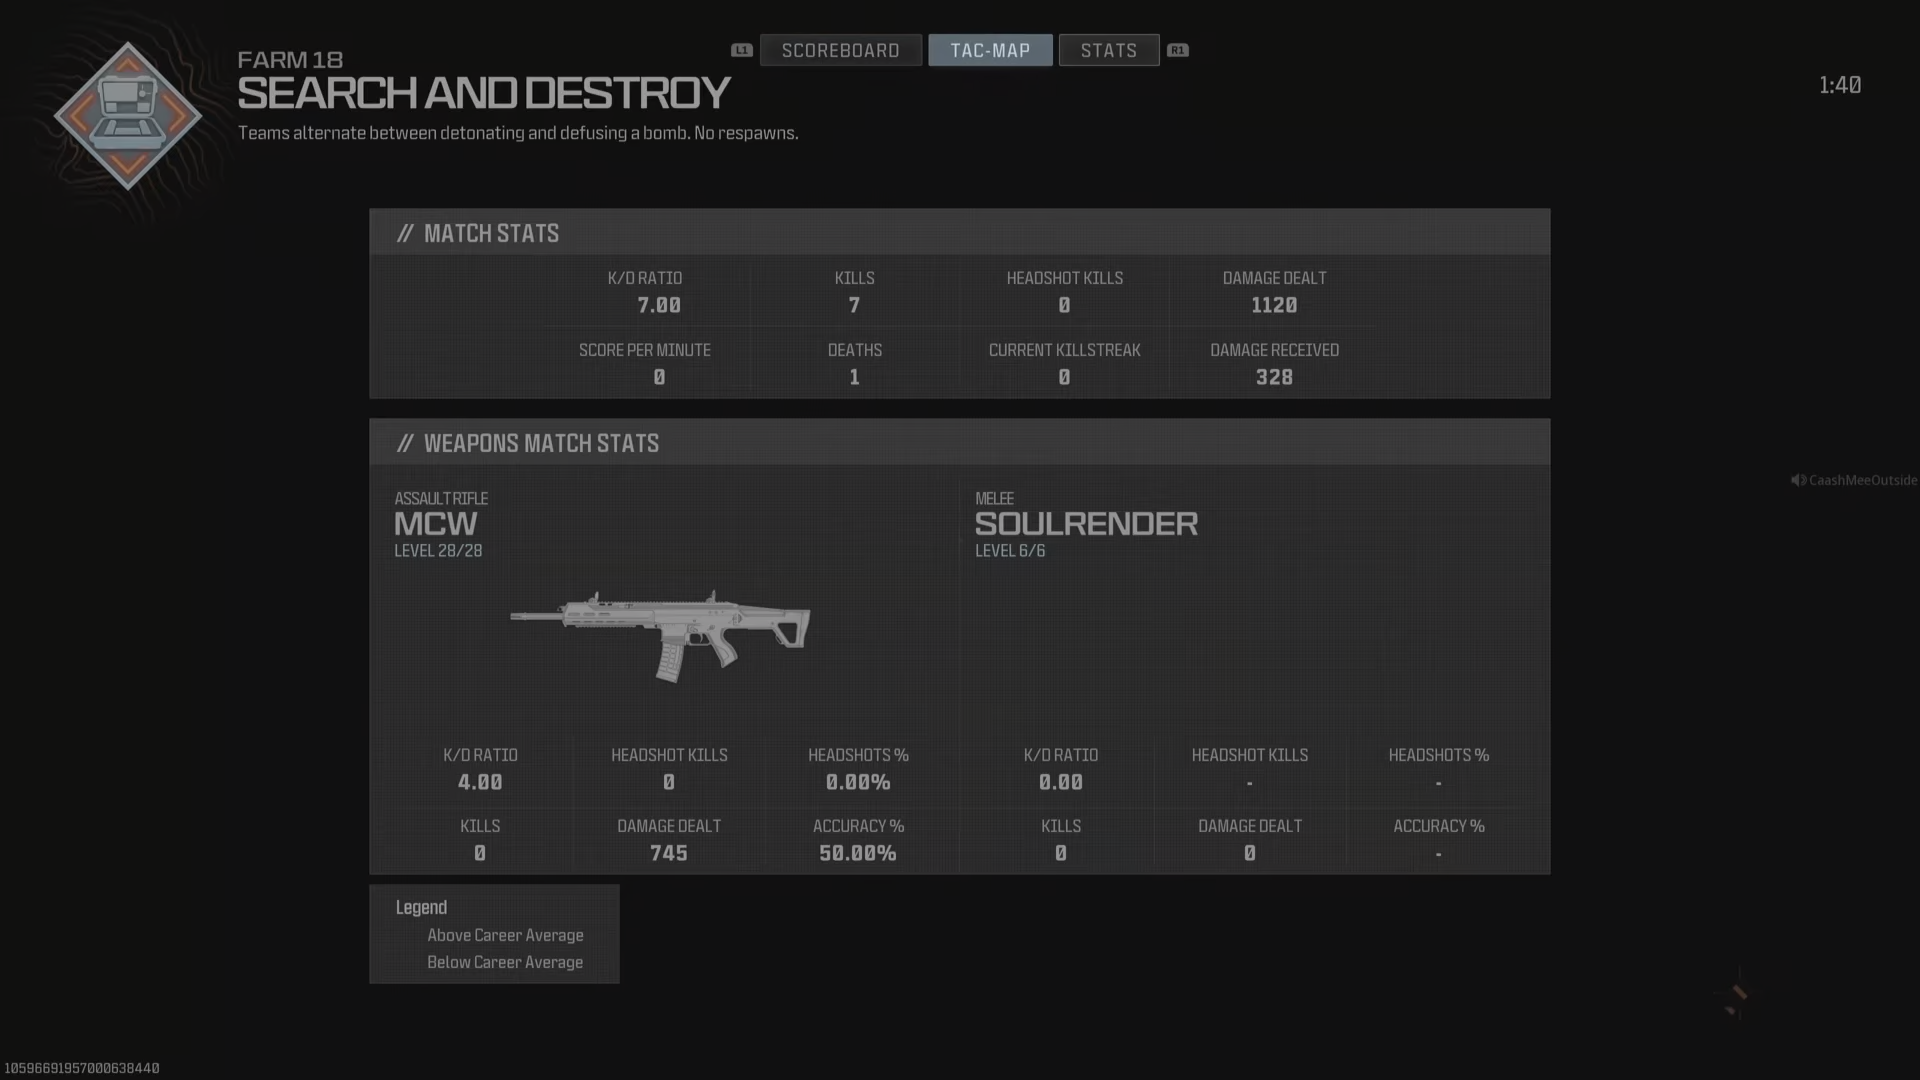 FARM 18
SEARCH AND DESTROY
Teams alternate between detonating and defusing a bomb. No respawns.
L1 SCOREBOARD TAC-MAP STATS R1
1:40
// MATCH STATS
K/D RATIO KILLS HEADSHOT KILLS DAMAGE DEALT
7.00 7 0 1120
SCORE PER MINUTE DEATHS CURRENT KILLSTREAK DAMAGE RECEIVED
0 1 0 328
// WEAPONS MATCH STATS
ASSAULT RIFLE
MCW
LEVEL 28/28
MELEE
SOULRENDER
LEVEL 6/6
CaashMeeOutside
K/D RATIO HEADSHOT KILLS HEADSHOTS % K/D RATIO HEADSHOT KILLS HEADSHOTS %
4.00 0 0.00% 0.00 - -
KILLS DAMAGE DEALT ACCURACY % KILLS DAMAGE DEALT ACCURACY %
0 745 50.00% 0 0 -
Legend
Above Career Average
Below Career Average
10596691957000638440